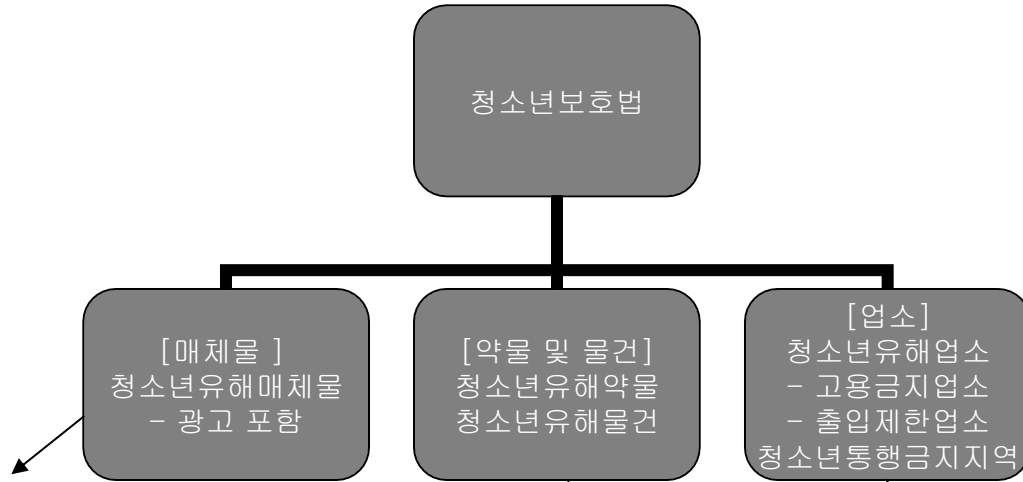 청소년보호법
[매체물 ]
청소년유해매체물
- 광고 포함
[약물 및 물건]
청소년유해약물
청소년유해물건
[업소]
청소년유해업소
- 고용금지업소
- 출입제한업소
청소년통행금지지역